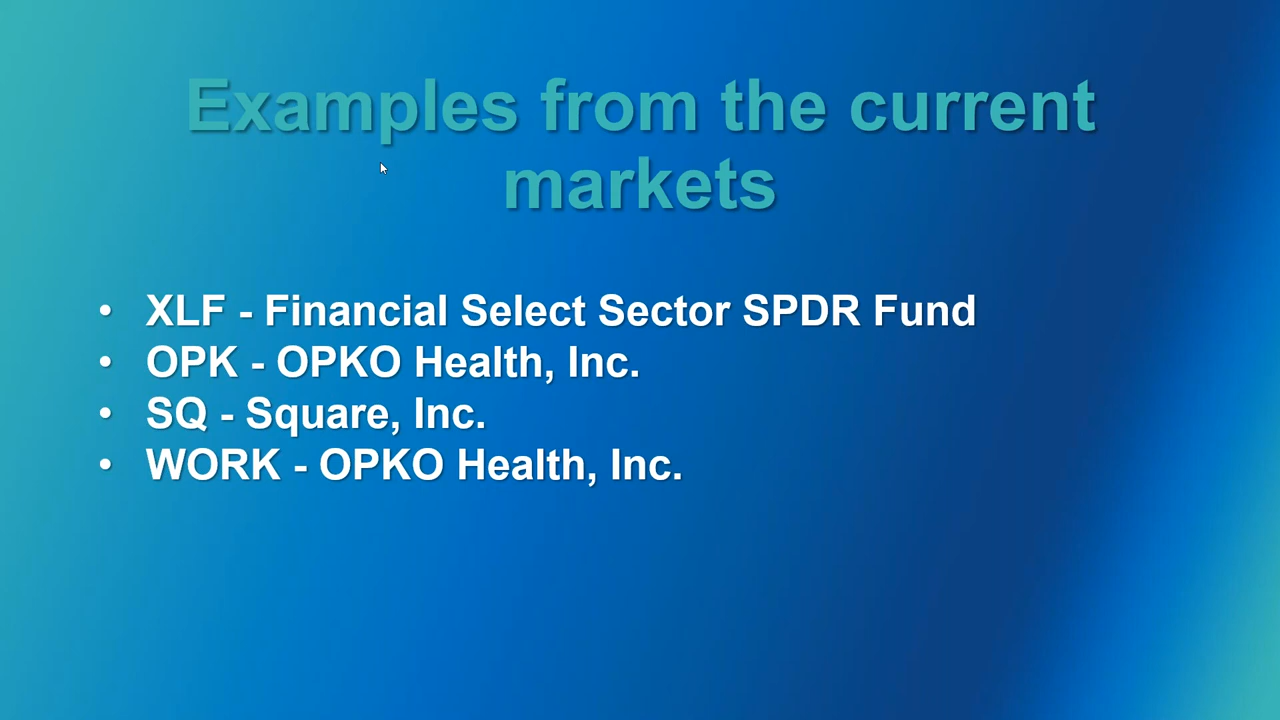 Examples from the current
markets
• XLF - Financial Select Sector SPDR Fund
• OPK - OPKO Health, Inc.
• SQ - Square, Inc.
• WORK - OPKO Health, Inc.